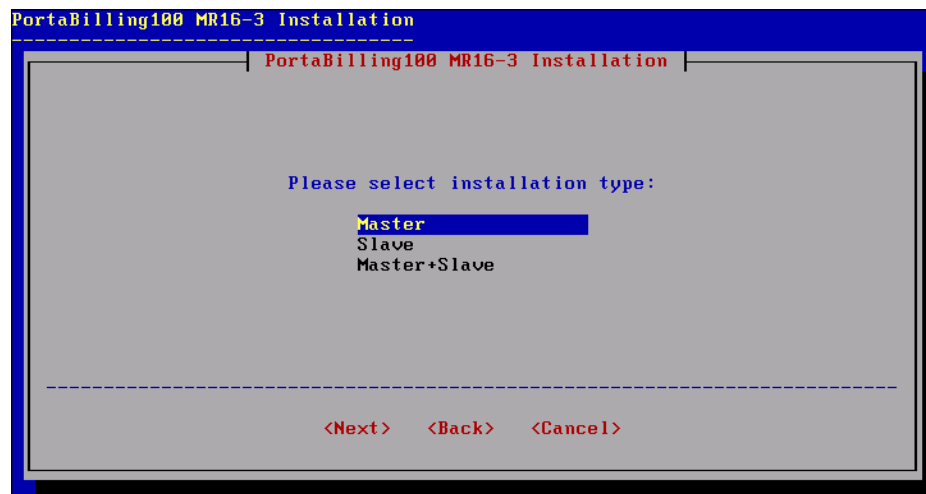 PortaBilling100 MR16-3 Installation
PortaBilling100 MR16-3 Installation
Please select installation type:
Master
Slave
Master+Slave
<Next> <Back> <Cancel>